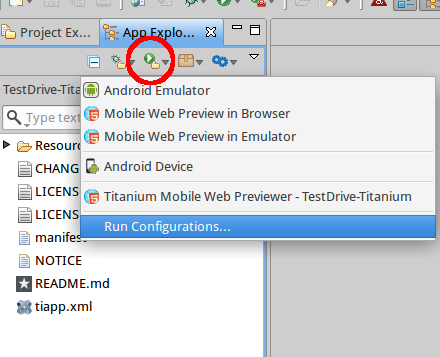 Project Ex...
App Explo...
TestDrive-Tita
Type text
Android Emulator
Mobile Web Preview in Browser
Mobile Web Preview in Emulator
Android Device
Titanium Mobile Web Previewer - TestDrive-Titanium
Run Configurations...
Resour
CHANG
LICENS
LICENS
manifest
NOTICE
README.md
tiapp.xml